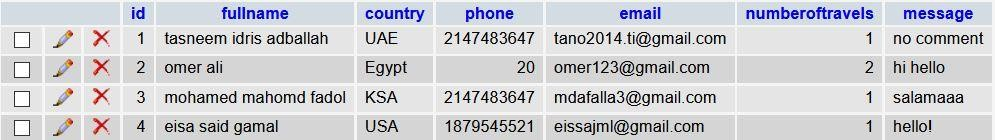 id fullname country phone email numberoftravels message
1 tasneem idris adballah UAE 2147483647 tano2014.ti@gmail.com 1 no comment
2 omer ali Egypt 20 omer123@gmail.com 2 hi hello
3 mohamed mahomd fadol KSA 2147483647 mdafalla3@gmail.com 1 salamaaa
4 eisa said gamal USA 1879545521 eissajml@gmail.com 1 hello!